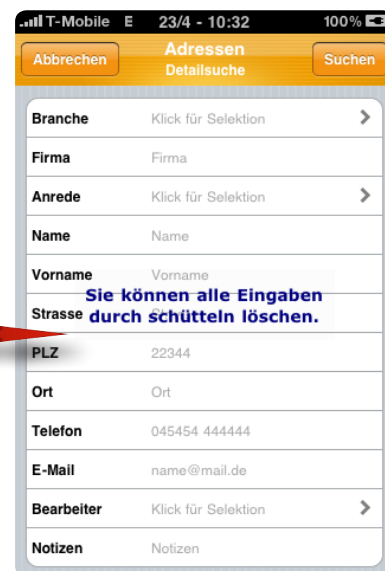 T-Mobile E 23/4 - 10:32 100%
Abbrechen Adressen Suchen
Detailsuche
Branche Klick für Selektion
Firma Firma
Anrede Klick für Selektion
Name Name
Vorname Vorname
Sie können alle Eingaben
Strasse durch schütteln löschen.
PLZ 22344
Ort Ort
Telefon 045454 444444
E-Mail name@mail.de
Bearbeiter Klick für Selektion
Notizen Notizen